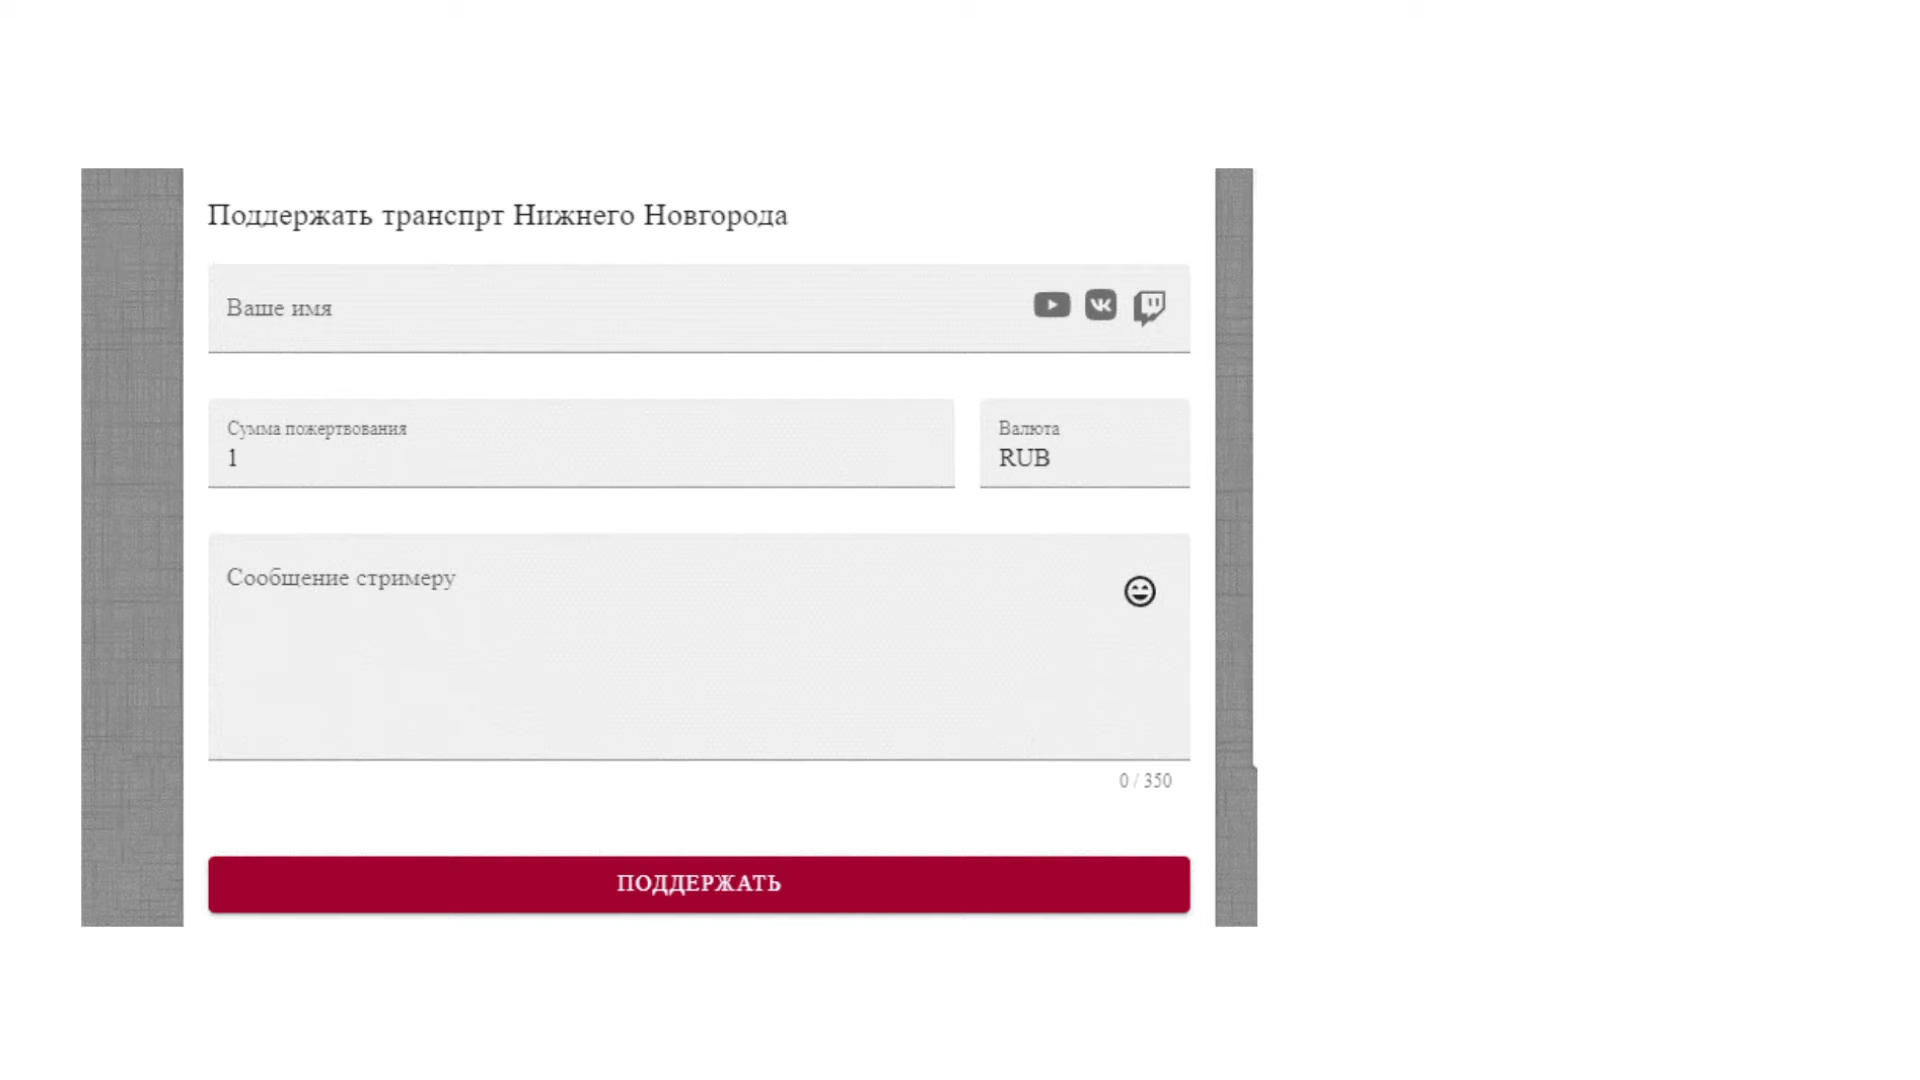 Поддержать транспрт Нижнего Новгорода
Ваше имя
Сумма пожертвования
1
Валюта
RUB
Сообщение стримеру
0 / 350
ПОДДЕРЖАТЬ